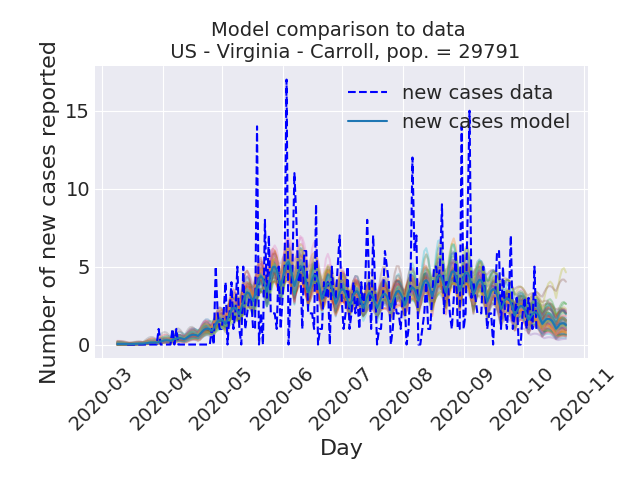 Model comparison to data
US - Virginia - Carroll, pop. = 29791
Number of new cases reported
15
10
5
0
new cases data
new cases model
2020-03
2020-04
2020-05
2020-06
2020-07
2020-08
2020-09
2020-10
2020-11
Day